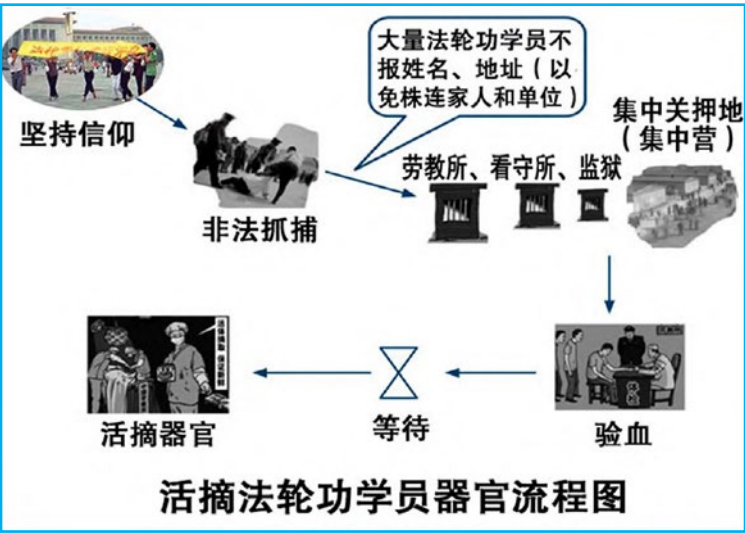 坚持信仰
非法抓捕
大量法轮功学员不
报姓名、地址（以
免株连家人和单位）
劳教所、看守所、监狱
集中关押地
（集中营）
体检
验血
等待
活摘器官
活摘法轮功学员器官流程图